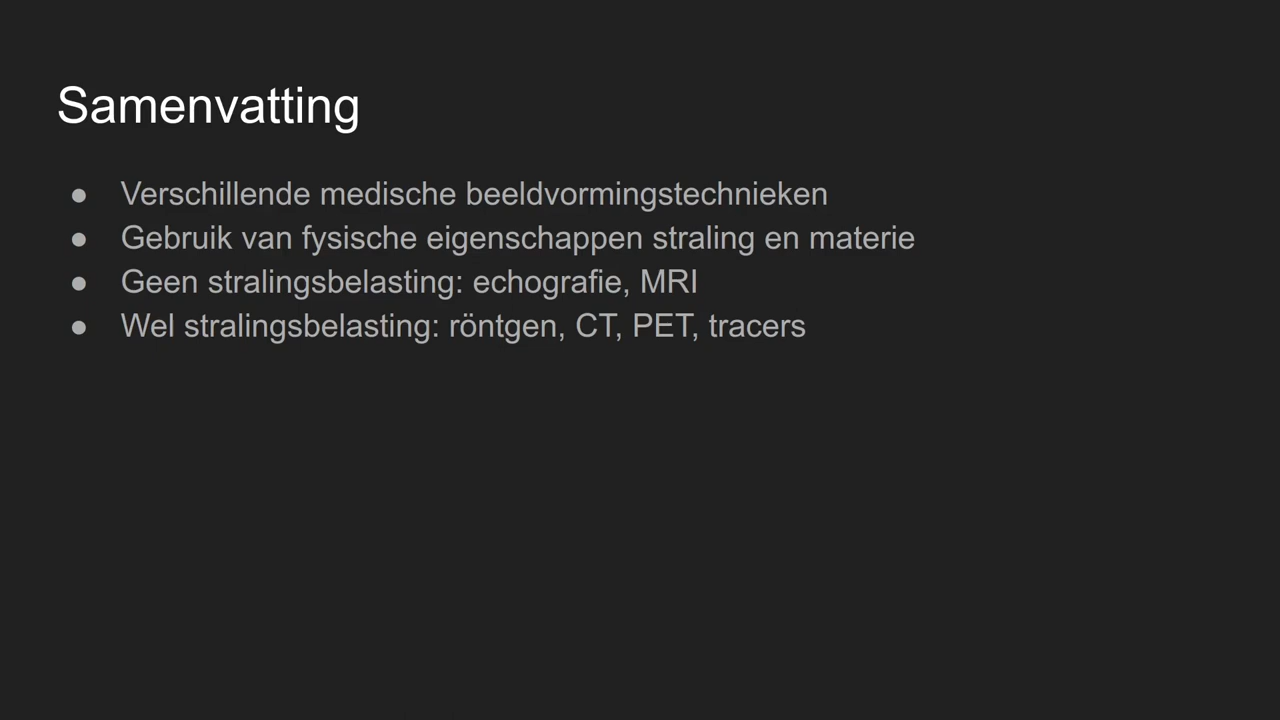 Samenvatting
● Verschillende medische beeldvormingstechnieken
● Gebruik van fysische eigenschappen straling en materie
● Geen stralingsbelasting: echografie, MRI
● Wel stralingsbelasting: röntgen, CT, PET, tracers